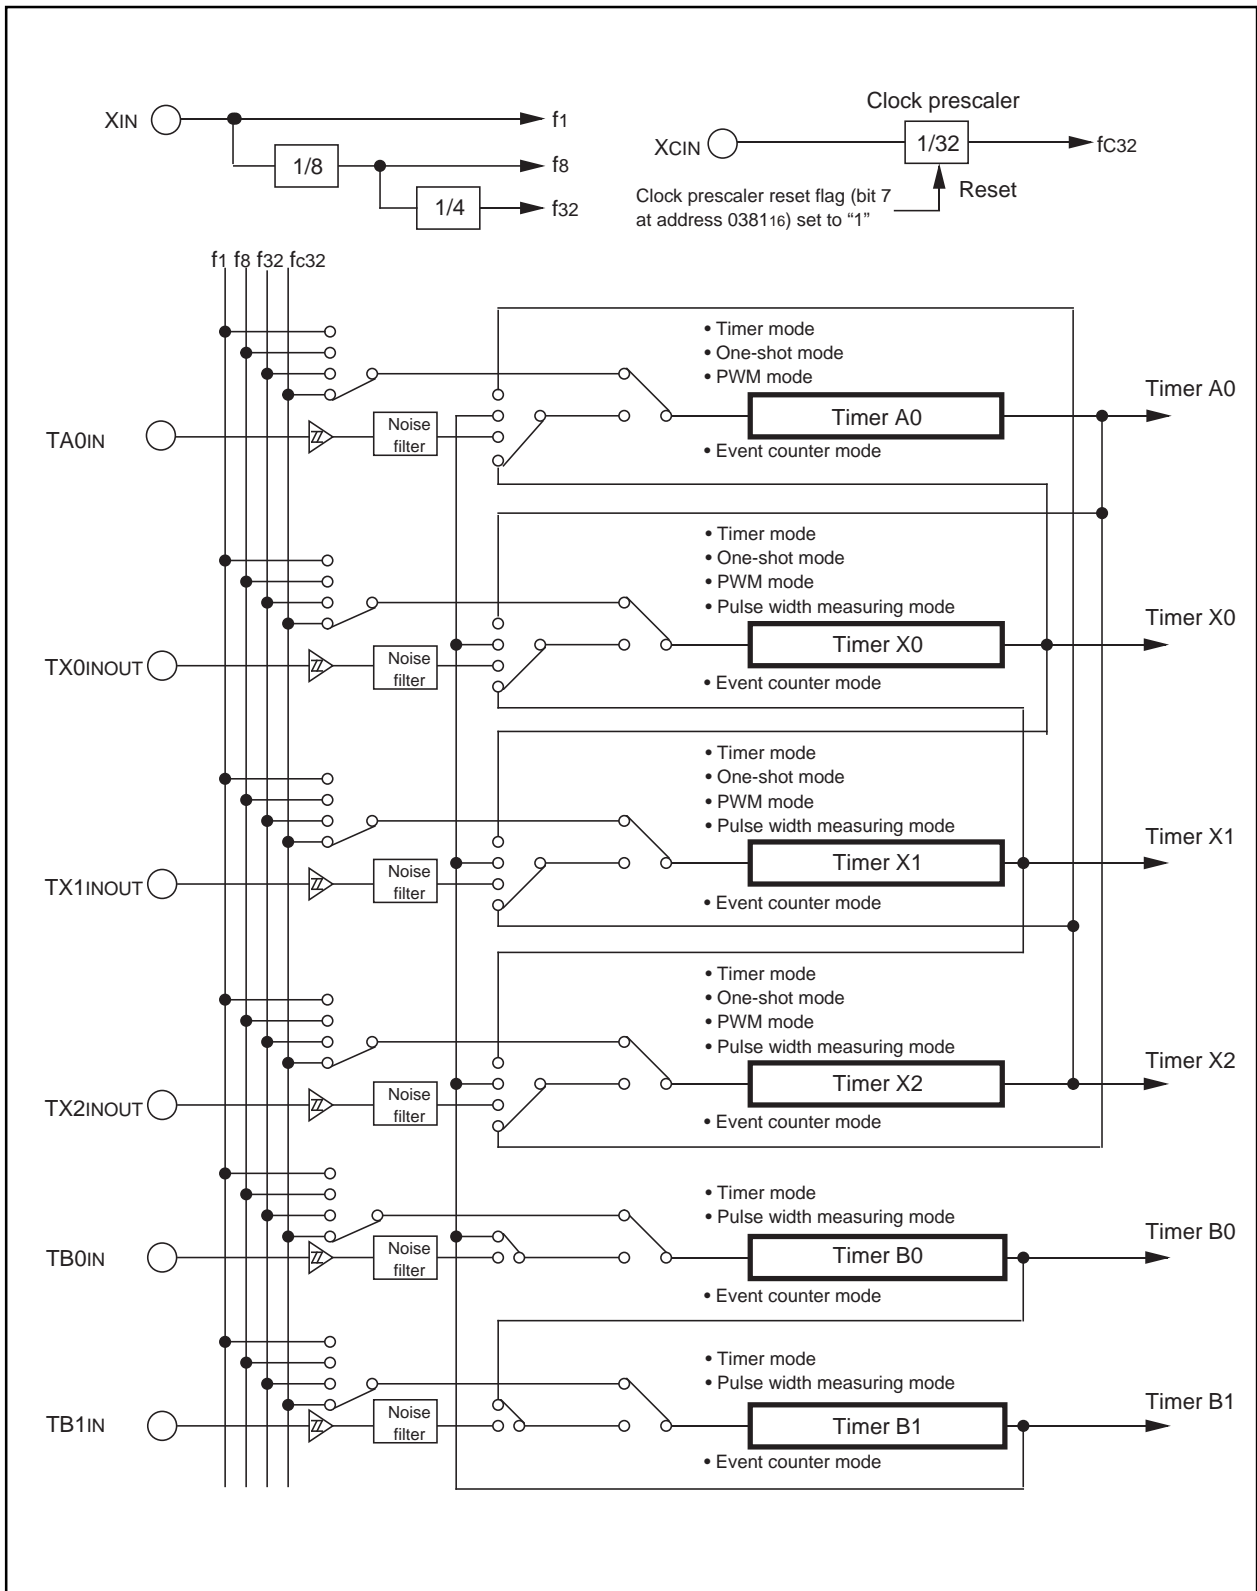 XIN
f1
1/8
f8
1/4
f32
Clock prescaler
XCIN
1/32
fC32
Reset
Clock prescaler reset flag (bit 7
at address 038116) set to “1”
f1 f8 f32 fc32
• Timer mode
• One-shot mode
• PWM mode
Timer A0
TA0IN
Noise
filter
Timer A0
• Event counter mode
• Timer mode
• One-shot mode
• PWM mode
• Pulse width measuring mode
Timer X0
TX0INOUT
Noise
filter
Timer X0
• Event counter mode
• Timer mode
• One-shot mode
• PWM mode
• Pulse width measuring mode
Timer X1
TX1INOUT
Noise
filter
Timer X1
• Event counter mode
• Timer mode
• One-shot mode
• PWM mode
• Pulse width measuring mode
Timer X2
TX2INOUT
Noise
filter
Timer X2
• Event counter mode
• Timer mode
• Pulse width measuring mode
Timer B0
TB0IN
Noise
filter
Timer B0
• Event counter mode
• Timer mode
• Pulse width measuring mode
Timer B1
TB1IN
Noise
filter
Timer B1
• Event counter mode